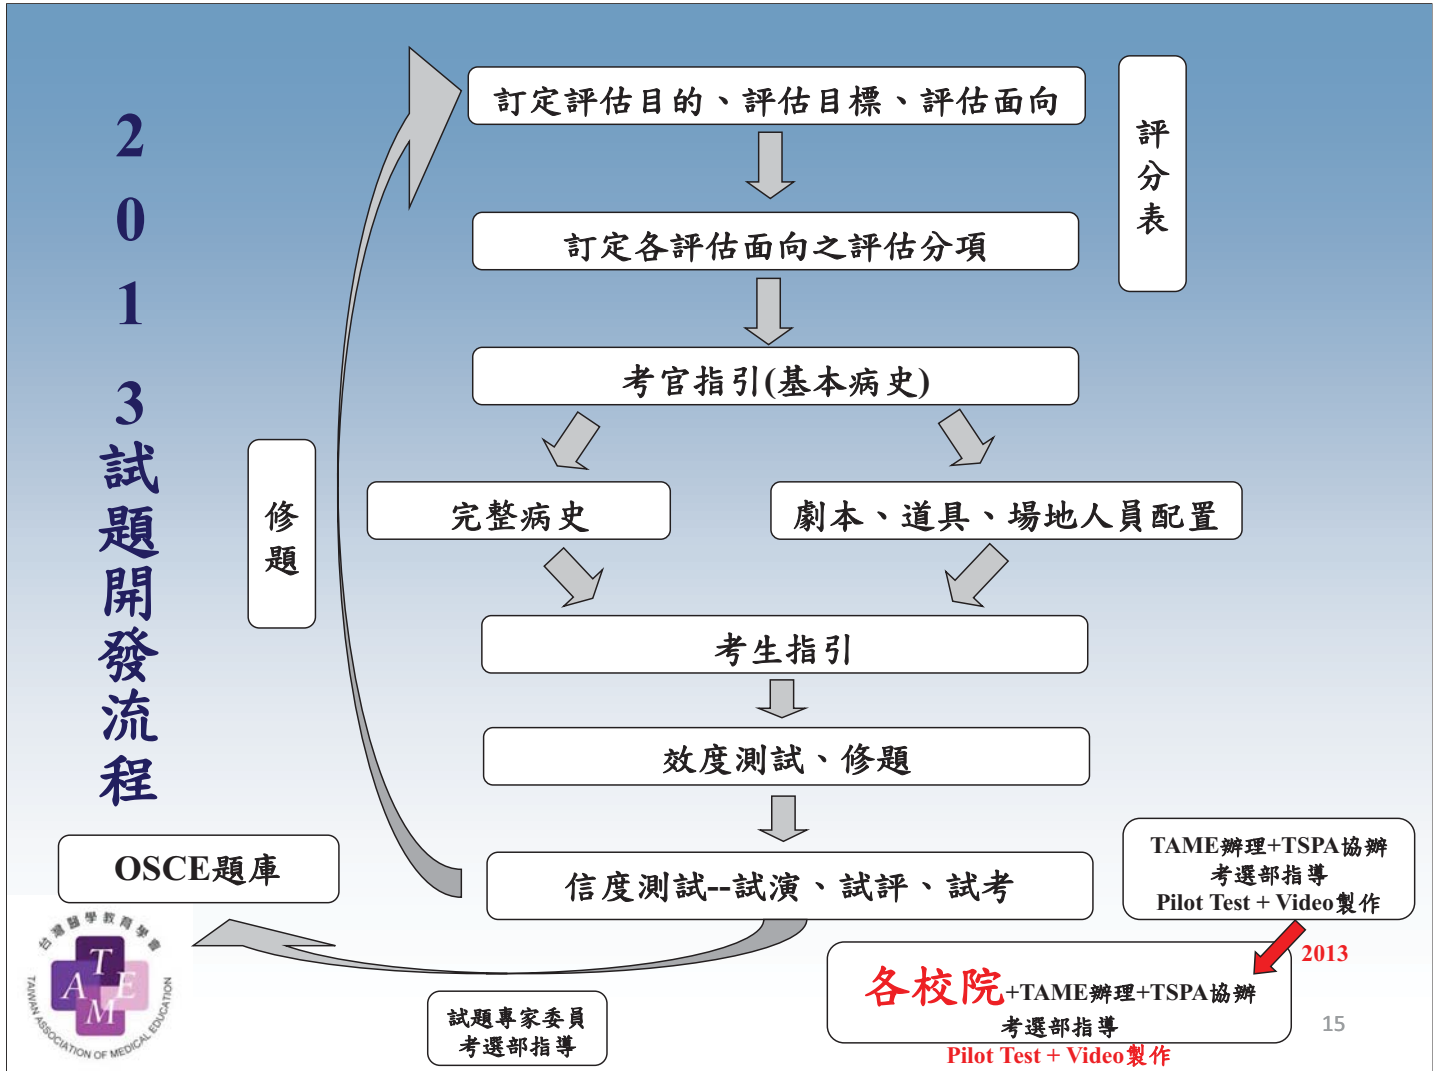 2013試題開發流程
訂定評估目的、評估目標、評估面向
評分表
訂定各評估面向之評估分項
考官指引(基本病史)
修題
完整病史
劇本、道具、場地人員配置
考生指引
效度測試、修題
OSCE題庫
信度測試--試演、試評、試考
TAME辦理+TSPA協辦
考選部指導
Pilot Test + Video製作
2013
各校院+TAME辦理+TSPA協辦
考選部指導
Pilot Test + Video製作
試題專家委員
考選部指導
台灣醫學教育學會
TAME
TAIWAN ASSOCIATION OF MEDICAL EDUCATION
15